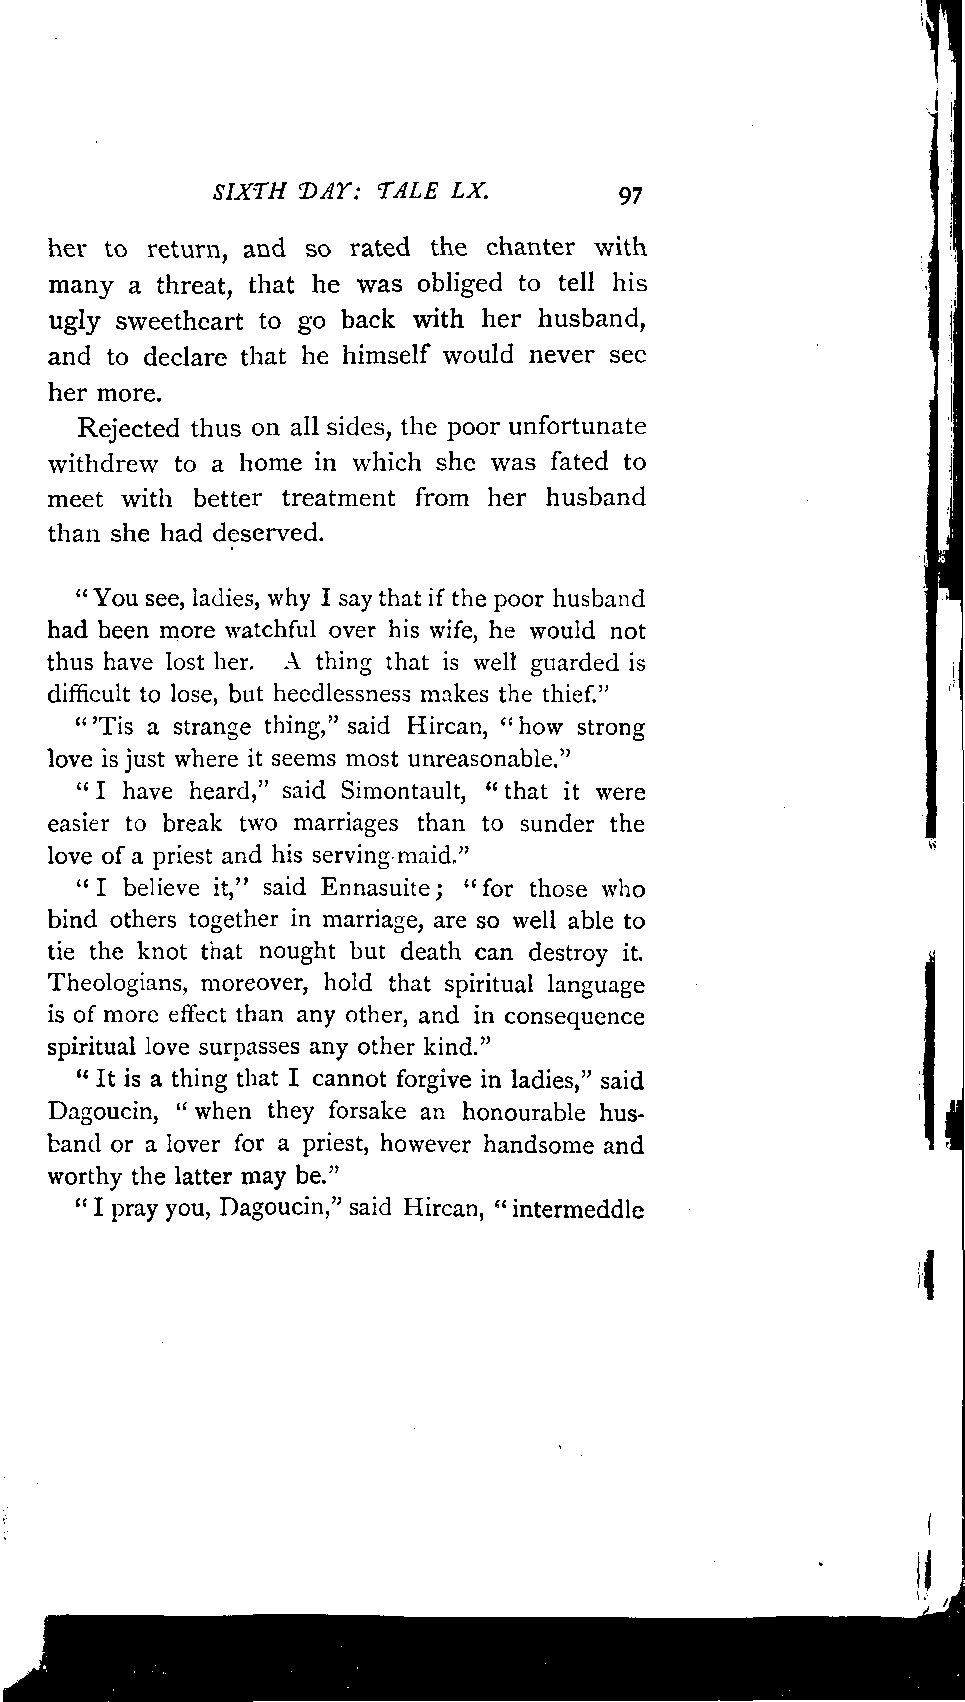 SIXTH DAY: TALE LX. 97
her to return, and so rated the chanter with
many a threat, that he was obliged to tell his
ugly sweetheart to go back with her husband,
and to declare that he himself would never see
her more.
Rejected thus on all sides, the poor unfortunate
withdrew to a home in which she was fated to
meet with better treatment from her husband
than she had deserved.
“You see, ladies, why I say that if the poor husband
had been more watchful over his wife, he would not
thus have lost her. A thing that is well guarded is
difficult to lose, but heedlessness makes the thief.”
“’Tis a strange thing,” said Hircan, “how strong
love is just where it seems most unreasonable.”
“I have heard,” said Simontault, “that it were
easier to break two marriages than to sunder the
love of a priest and his serving-maid.”
“I believe it,” said Ennasuite; “for those who
bind others together in marriage, are so well able to
tie the knot that nought but death can destroy it.
Theologians, moreover, hold that spiritual language
is of more effect than any other, and in consequence
spiritual love surpasses any other kind.”
“It is a thing that I cannot forgive in ladies,” said
Dagoucin, “when they forsake an honourable hus-
band or a lover for a priest, however handsome and
worthy the latter may be.”
“I pray you, Dagoucin,” said Hircan, “intermeddle